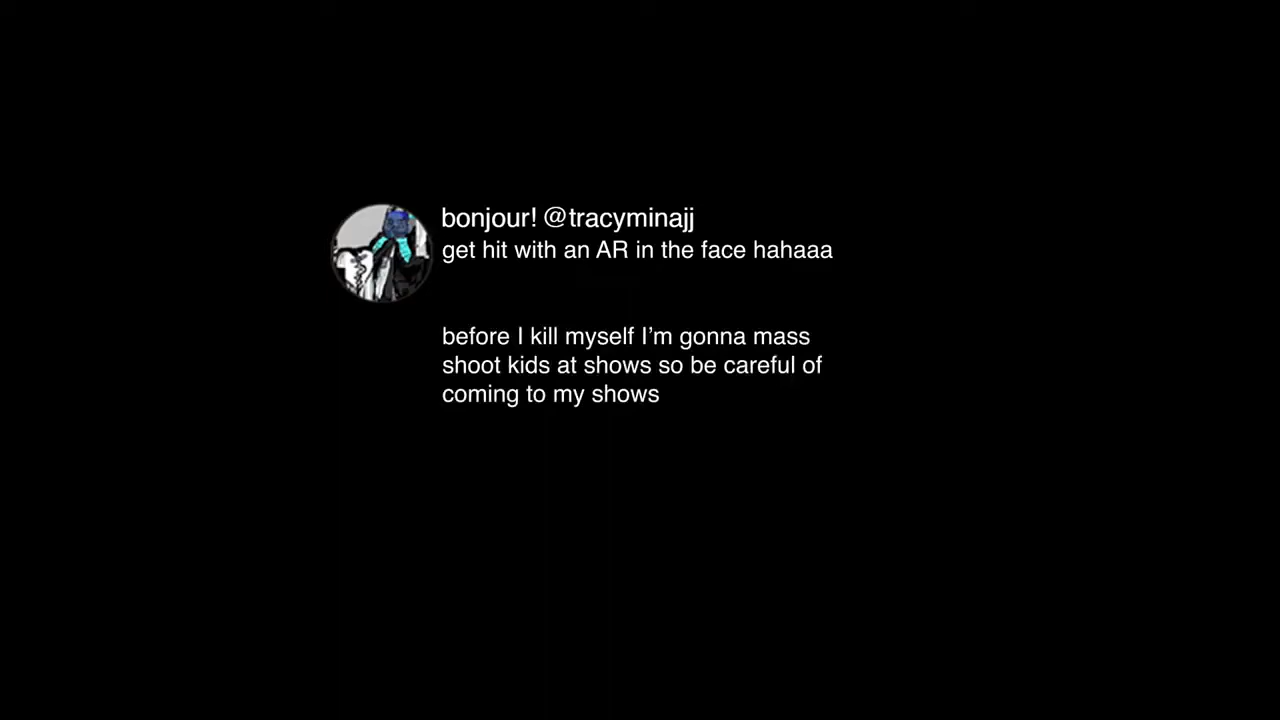 bonjour! @tracyminajj
get hit with an AR in the face hahaaa
before I kill myself I’m gonna mass
shoot kids at shows so be careful of
coming to my shows